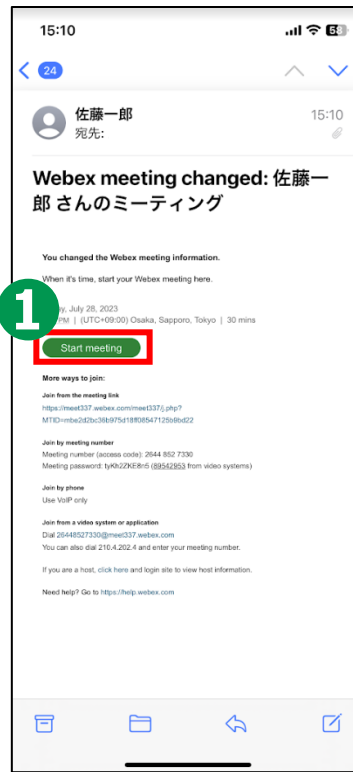 15:10
53
24
佐藤一郎
15:10
宛先:
Webex meeting changed: 佐藤一
郎 さんのミーティング
You changed the Webex meeting information.
When it's time, start your Webex meeting here.
1
July 28, 2023
PM | (UTC+09:00) Osaka, Sapporo, Tokyo | 30 mins
Start meeting
More ways to join:
Join from the meeting link
https://meet337.webex.com/meet337/j.php?
MTID=mbe2d2bc36b975d18ff08547125b9bd22
Join by meeting number
Meeting number (access code): 2644 852 7330
Meeting password: tyKh2ZKE8n5 (89542953 from video systems)
Join by phone
Use VoIP only
Join from a video system or application
Dial 26448527330@meet337.webex.com
You can also dial 210.4.202.4 and enter your meeting number.
If you are a host, click here and login site to view host information.
Need help? Go to https://help.webex.com